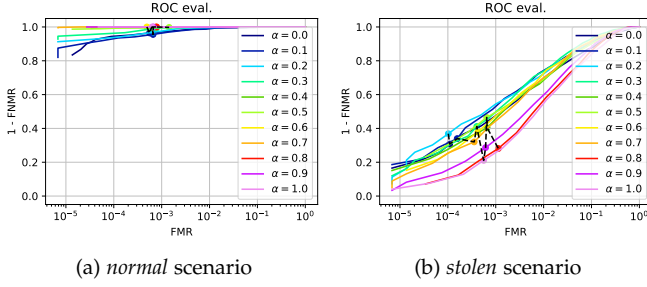 ROC eval.
1 - FNMR
1.0
0.8
0.6
0.4
0.2
0.0
α = 0.0
α = 0.1
α = 0.2
α = 0.3
α = 0.4
α = 0.5
α = 0.6
α = 0.7
α = 0.8
α = 0.9
α = 1.0
10⁻⁵ 10⁻⁴ 10⁻³ 10⁻² 10⁻¹ 10⁰
FMR
(a) normal scenario
ROC eval.
1 - FNMR
1.0
0.8
0.6
0.4
0.2
0.0
α = 0.0
α = 0.1
α = 0.2
α = 0.3
α = 0.4
α = 0.5
α = 0.6
α = 0.7
α = 0.8
α = 0.9
α = 1.0
10⁻⁵ 10⁻⁴ 10⁻³ 10⁻² 10⁻¹ 10⁰
FMR
(b) stolen scenario